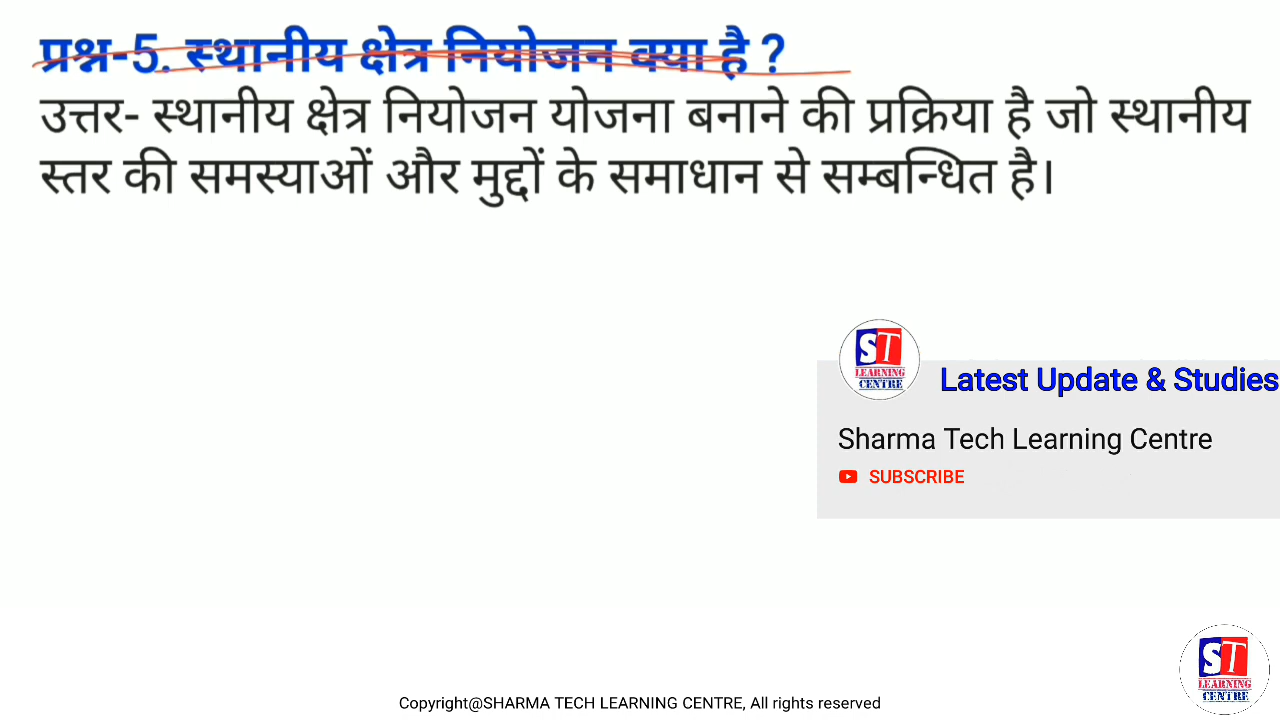 प्रश्न-5. स्थानीय क्षेत्र नियोजन क्या है ?
उत्तर- स्थानीय क्षेत्र नियोजन योजना बनाने की प्रक्रिया है जो स्थानीय
स्तर की समस्याओं और मुद्दों के समाधान से सम्बन्धित है।
ST
LEARNING
CENTRE
Latest Update & Studies
Sharma Tech Learning Centre
SUBSCRIBE
ST
LEARNING
CENTRE
Copyright@SHARMA TECH LEARNING CENTRE, All rights reserved